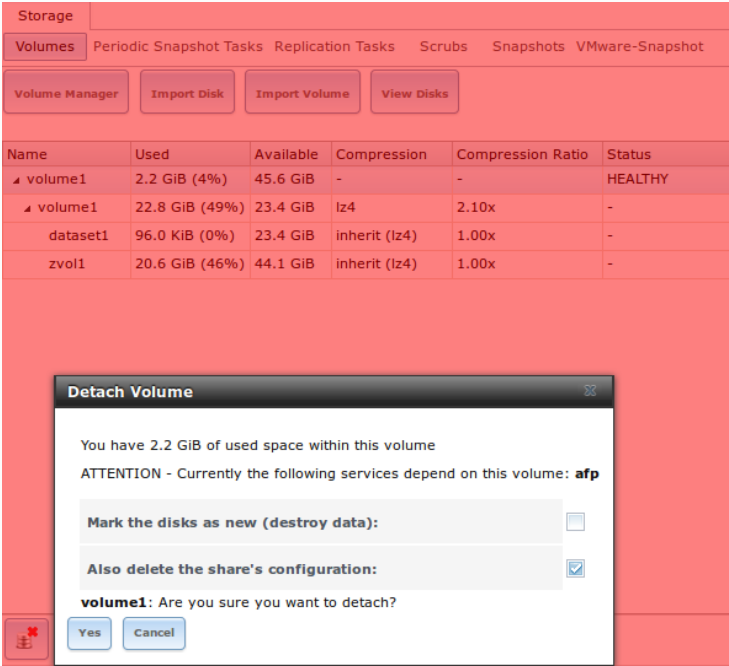 Storage
Volumes Periodic Snapshot Tasks Replication Tasks Scrubs Snapshots VMware-Snapshot
Volume Manager Import Disk Import Volume View Disks
Name Used Available Compression Compression Ratio Status
volume1 2.2 GiB (4%) 45.6 GiB - - HEALTHY
volume1 22.8 GiB (49%) 23.4 GiB lz4 2.10x -
dataset1 96.0 KiB (0%) 23.4 GiB inherit (lz4) 1.00x -
zvol1 20.6 GiB (46%) 44.1 GiB inherit (lz4) 1.00x -
Detach Volume
You have 2.2 GiB of used space within this volume
ATTENTION - Currently the following services depend on this volume: afp
Mark the disks as new (destroy data):
Also delete the share's configuration:
volume1: Are you sure you want to detach?
Yes Cancel